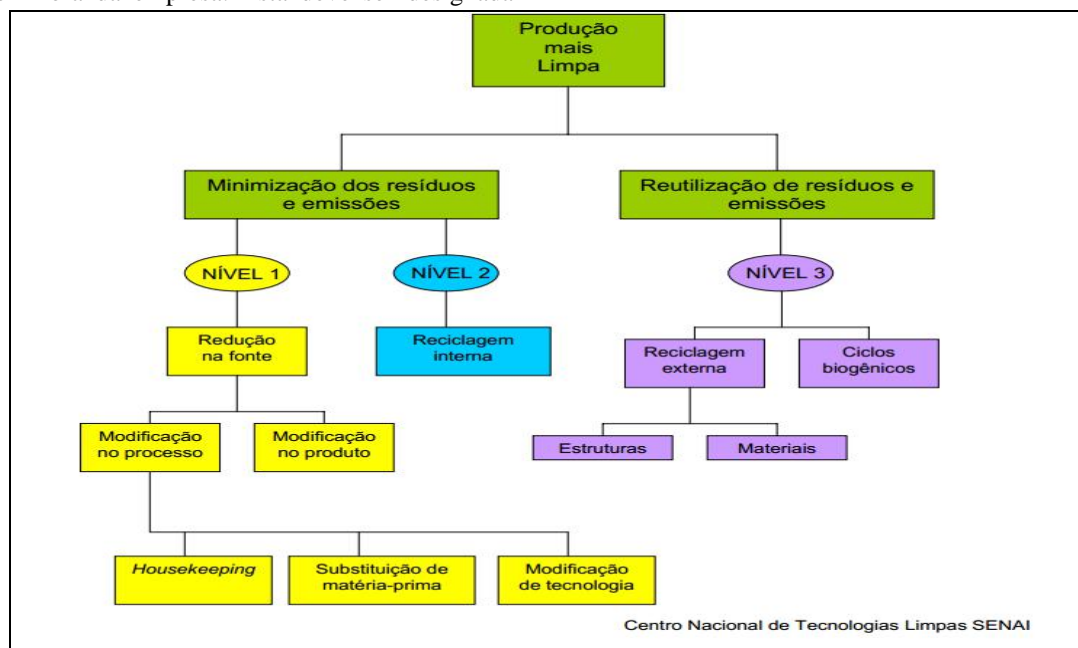 Produção
mais
Limpa
Minimização dos resíduos
e emissões
Reutilização de resíduos e
emissões
NÍVEL 1
NÍVEL 2
NÍVEL 3
Redução
na fonte
Reciclagem
interna
Reciclagem
externa
Ciclos
biogênicos
Modificação
no processo
Modificação
no produto
Estruturas
Materiais
Housekeeping
Substituição de
matéria-prima
Modificação
de tecnologia
Centro Nacional de Tecnologias Limpas SENAI